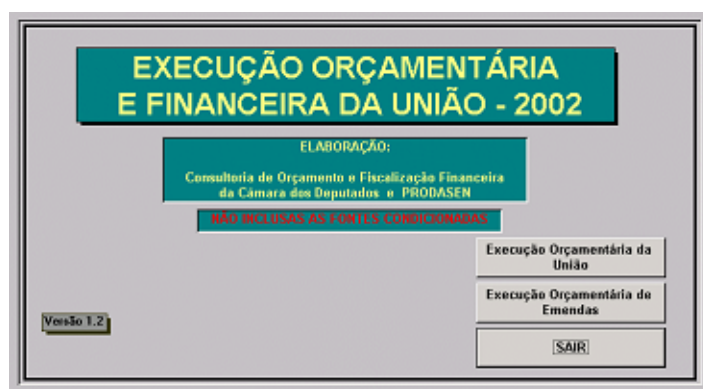 EXECUÇÃO ORÇAMENTÁRIA
E FINANCEIRA DA UNIÃO - 2002
ELABORAÇÃO:
Consultoria de Orçamento e Fiscalização Financeira
da Câmara dos Deputados e PRODASEN
NÃO INCLUSAS AS FONTES CONDICIONADAS
Execução Orçamentária da
União
Execução Orçamentária de
Emendas
Versão 1.2
SAIR